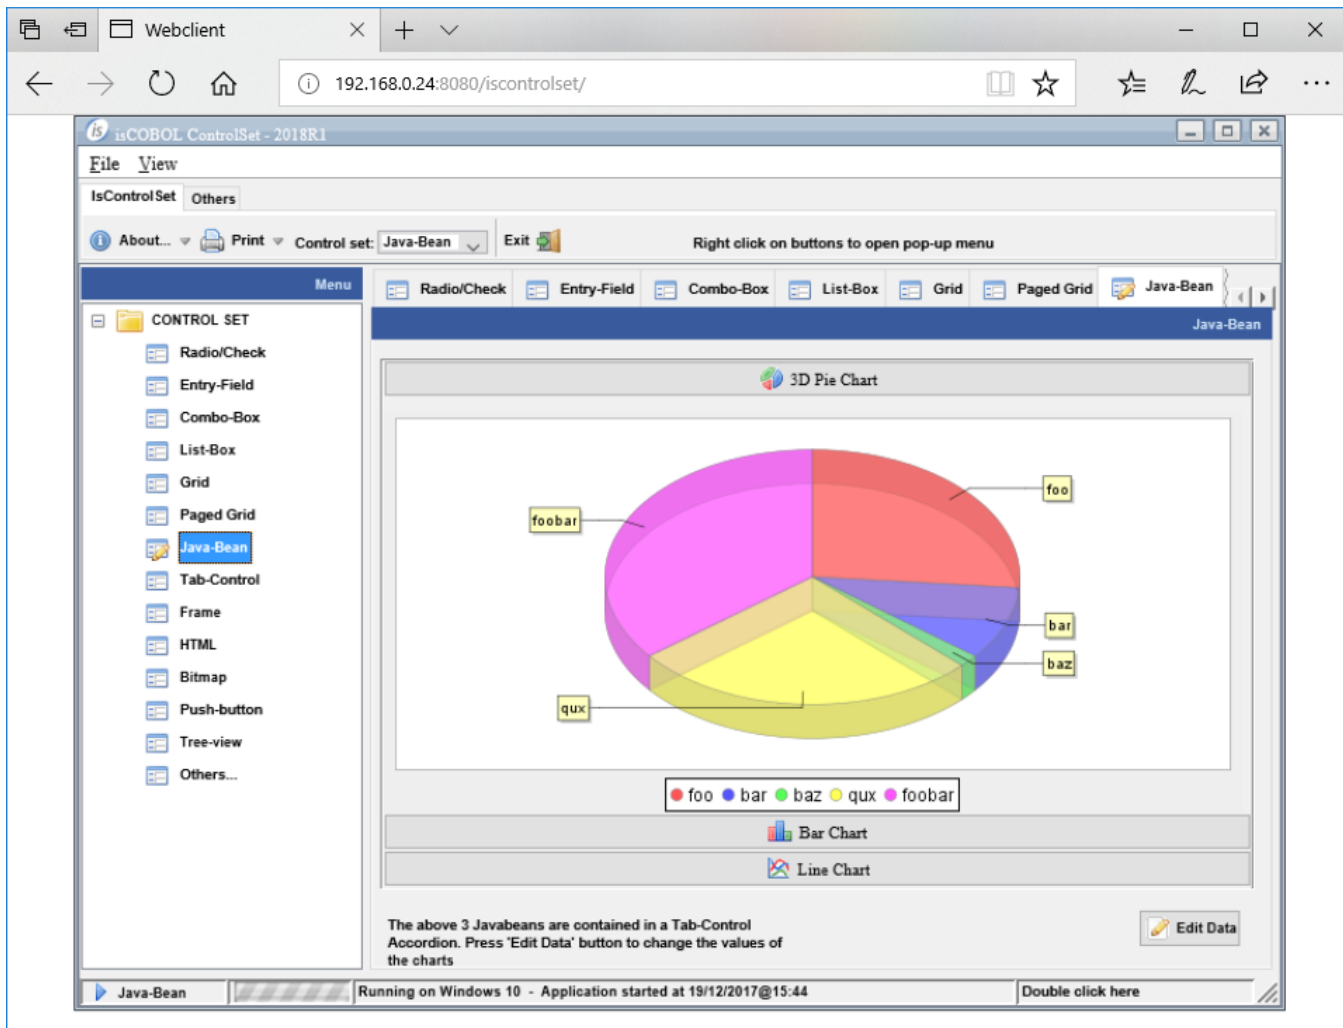 Webclient
192.168.0.24:8080/iscontrolset/
is isCOBOL ControlSet - 2018R1
File View
IsControlSet Others
About... Print Control set: Java-Bean Exit Right click on buttons to open pop-up menu
Menu
Radio/Check Entry-Field Combo-Box List-Box Grid Paged Grid Java-Bean
Java-Bean
CONTROL SET
Radio/Check
Entry-Field
Combo-Box
List-Box
Grid
Paged Grid
Java-Bean
Tab-Control
Frame
HTML
Bitmap
Push-button
Tree-view
Others...
3D Pie Chart
foo
foobar
bar
baz
qux
foo bar baz qux foobar
Bar Chart
Line Chart
The above 3 Javabeans are contained in a Tab-Control
Accordion. Press 'Edit Data' button to change the values of
the charts
Edit Data
Java-Bean Running on Windows 10 - Application started at 19/12/2017@15:44 Double click here